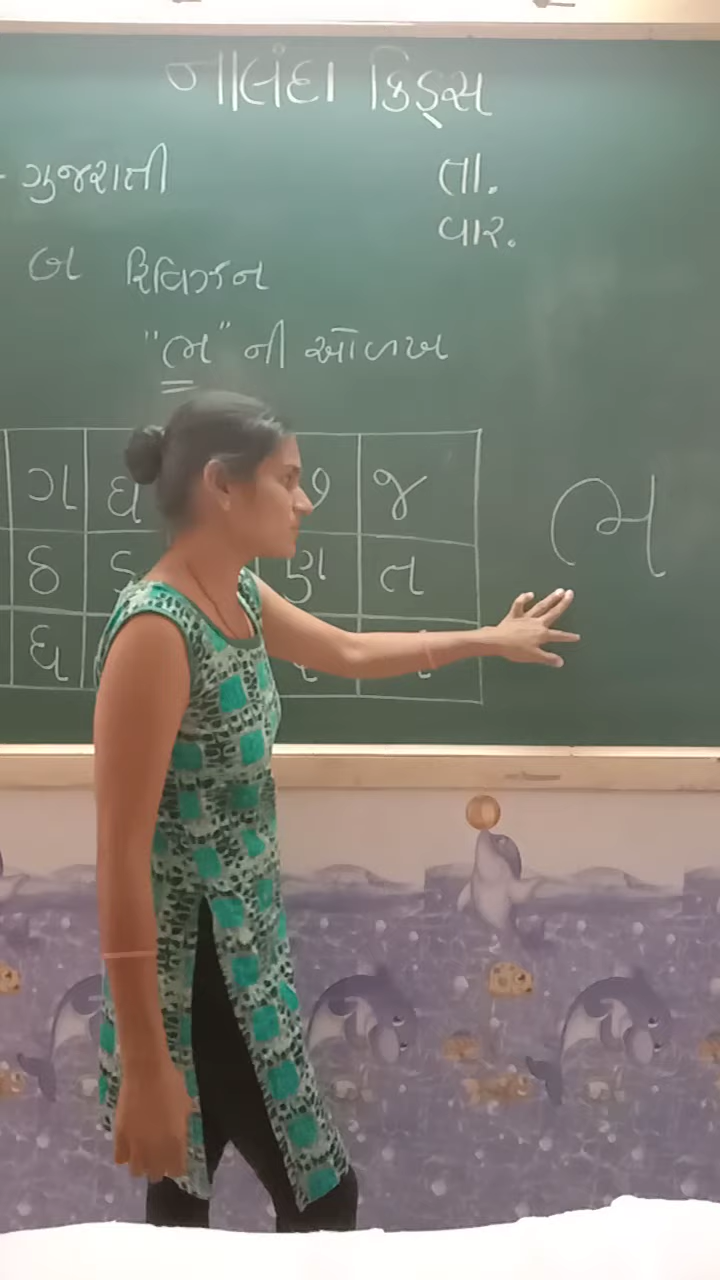 નાલંદા કિડ્સ
- ગુજરાતી
તા.
વાર.
બ રિવિઝન
"ભ" ની ઓળખ
ગ ઘ છ જ
ઠ ડ ણ ત
ધ
ભ